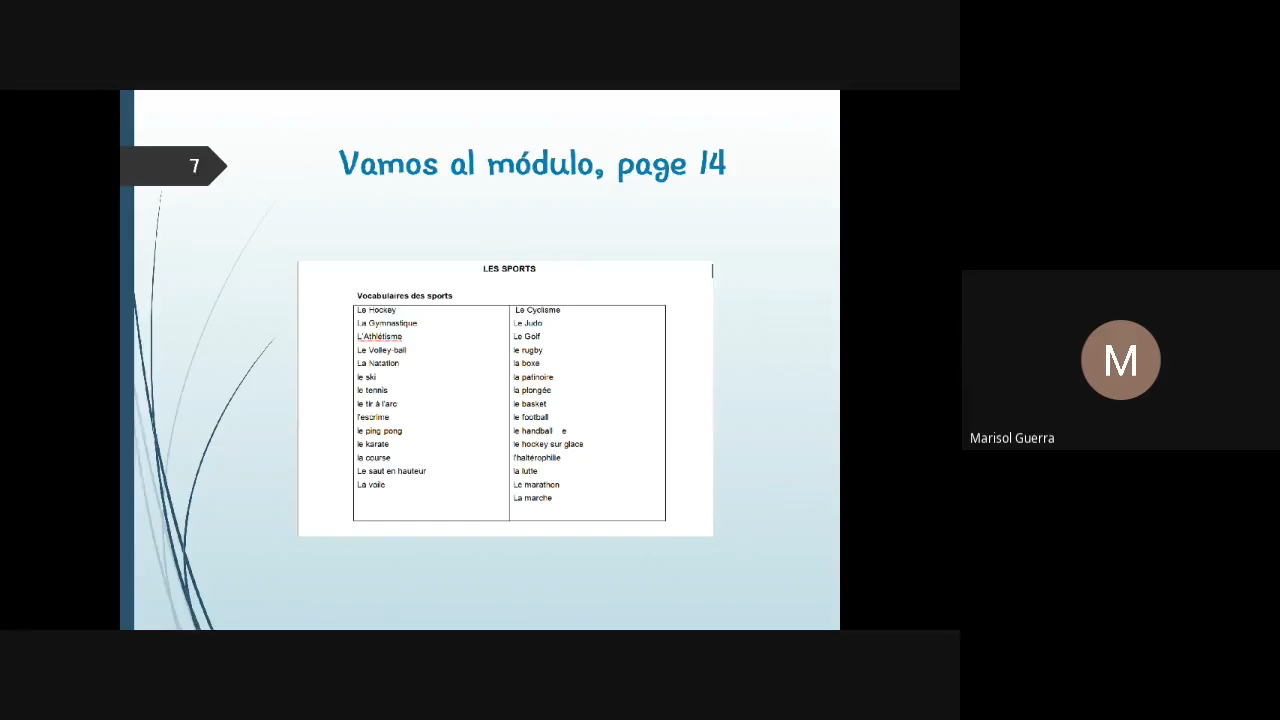 7
Vamos al módulo, page 14
LES SPORTS
Vocabulaires des sports
Le Hockey
La Gymnastique
L'Athlétisme
Le Volley-ball
La Natation
le ski
le tennis
le tir à l'arc
l'escrime
le ping pong
le karate
la course
Le saut en hauteur
La voile
Le Cyclisme
Le Judo
Le Golf
le rugby
la boxe
la patinoire
la plongée
le basket
le football
le handball e
le hockey sur glace
l'haltérophilie
la lutte
Le marathon
La marche
M
Marisol Guerra